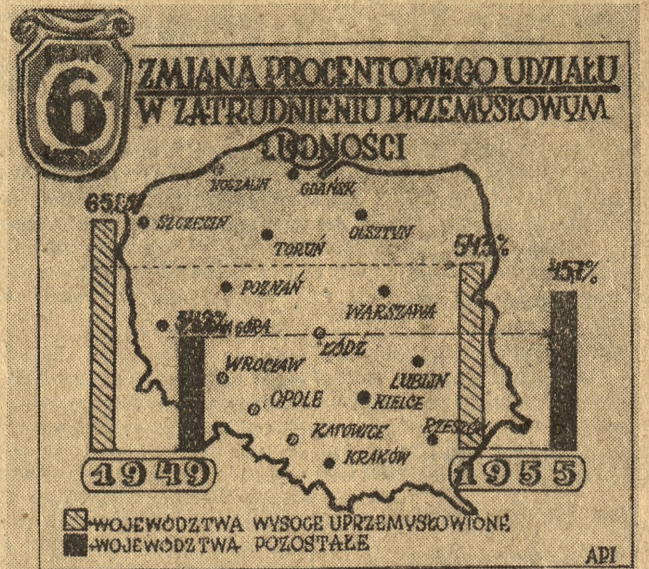 6
ZMIANA PROCENTOWEGO UDZIAŁU
W ZATRUDNIENIU PRZEMYSŁOWYM
LUDNOŚCI
KOSZALIN
GDAŃSK
SZCZECIN
OLSZTYN
TORUŃ
54,3%
45,7%
POZNAŃ
WARSZAWA
GÓRA
ŁÓDŹ
WROCŁAW
LUBLIN
OPOLE
KIELCE
KATOWICE
RZESZÓW
KRAKÓW
1949
1955
WOJEWÓDZTWA WYSOCE UPRZEMYSŁOWIONE
WOJEWÓDZTWA POZOSTAŁE
API